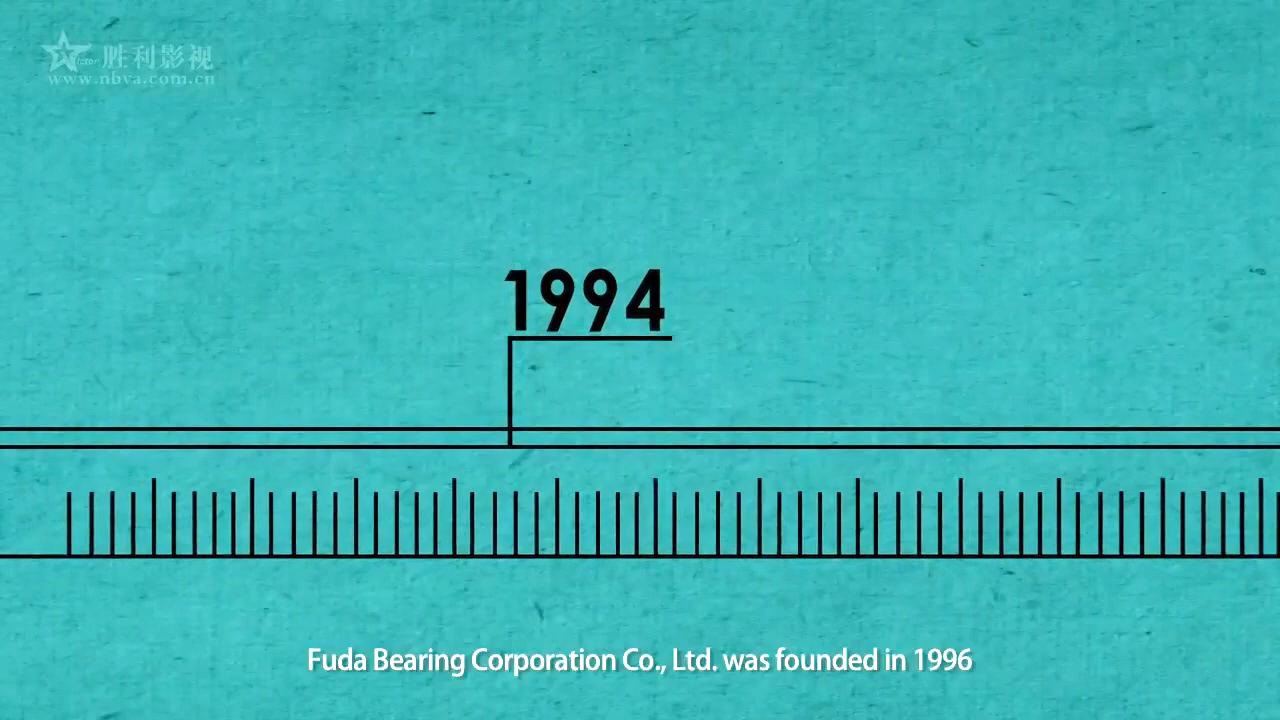 胜利影视
www.nbva.com.cn
1994
Fuda Bearing Corporation Co., Ltd. was founded in 1996